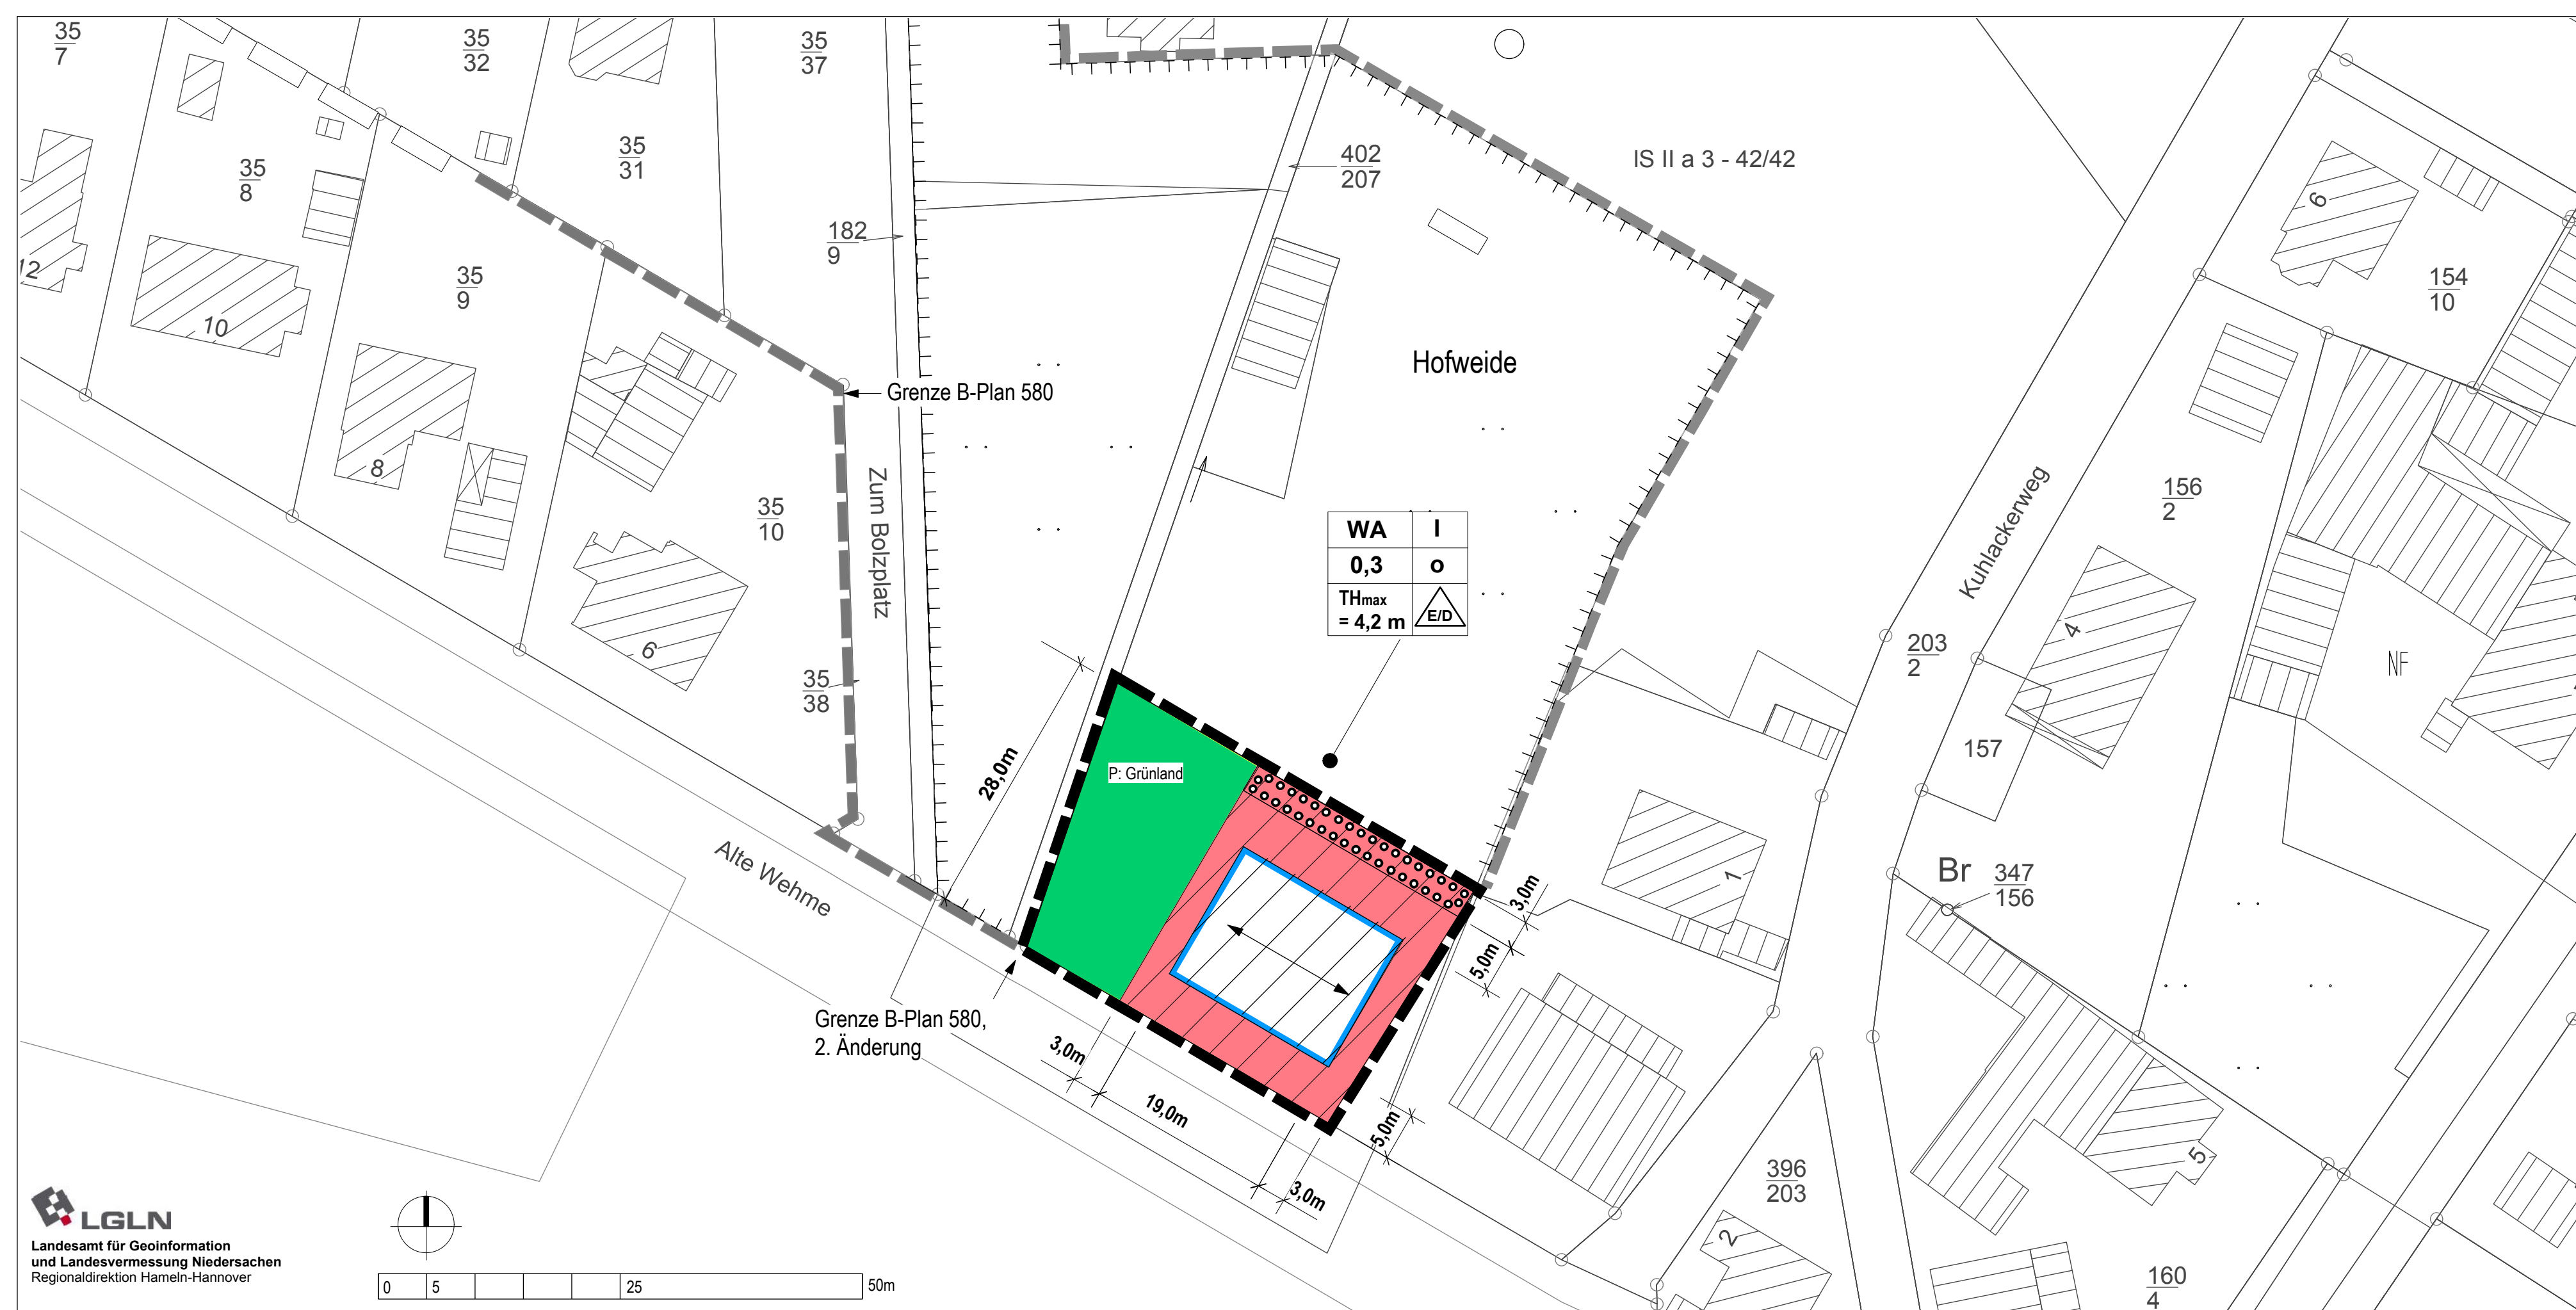 35
7
35
32
35
37
35
31
35
8
182
9
402
207
IS II a 3 - 42/42
6
154
10
12
10
35
9
Hofweide
Grenze B-Plan 580
8
Zum Bolzplatz
35
10
WA I
0,3 o
THmax
= 4,2 m E/D
Kuhlackerweg
156
2
4
203
2
NF
6
35
38
157
28,0m
P: Grünland
Alte Wehme
1
3,0m
Br
347
156
5,0m
Grenze B-Plan 580,
2. Änderung
3,0m
19,0m
5,0m
3,0m
396
203
5
2
160
4
LGLN
Landesamt für Geoinformation
und Landesvermessung Niedersachen
Regionaldirektion Hameln-Hannover
0 5 25 50m